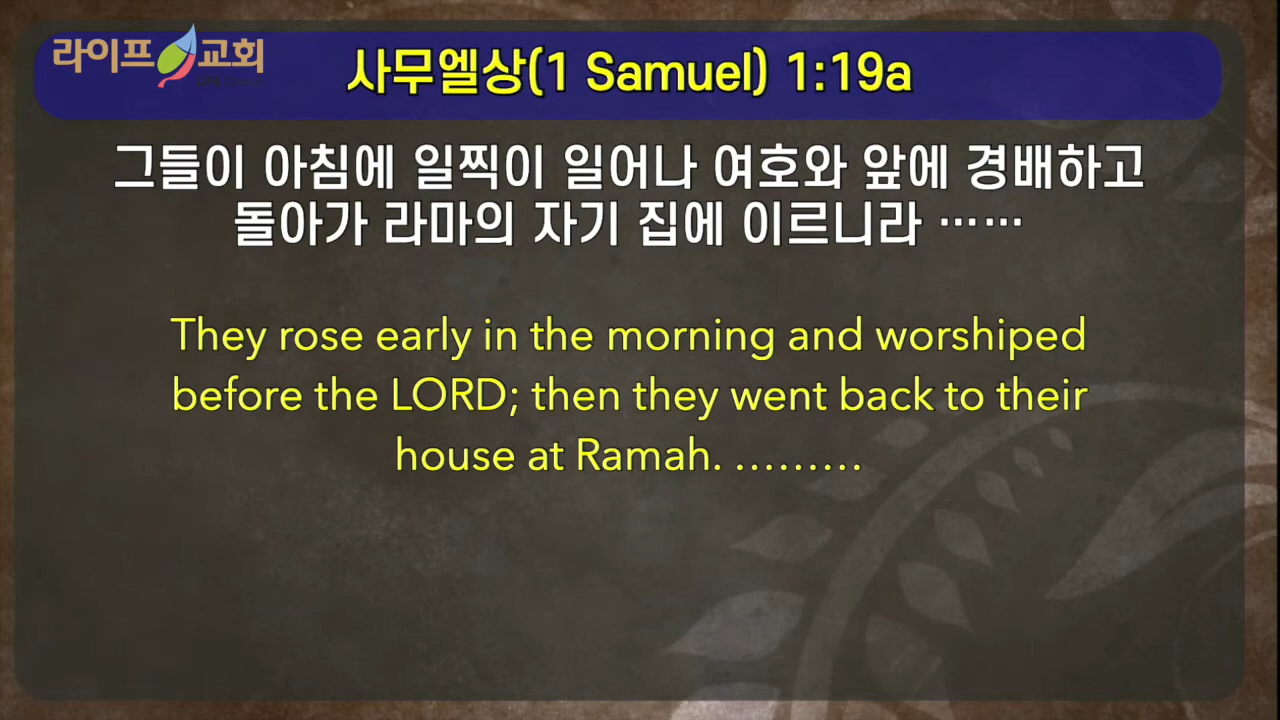 라이프 교회
사무엘상(1 Samuel) 1:19a
그들이 아침에 일찍이 일어나 여호와 앞에 경배하고
돌아가 라마의 자기 집에 이르니라 ⋯⋯
They rose early in the morning and worshiped
before the LORD; then they went back to their
house at Ramah. ………